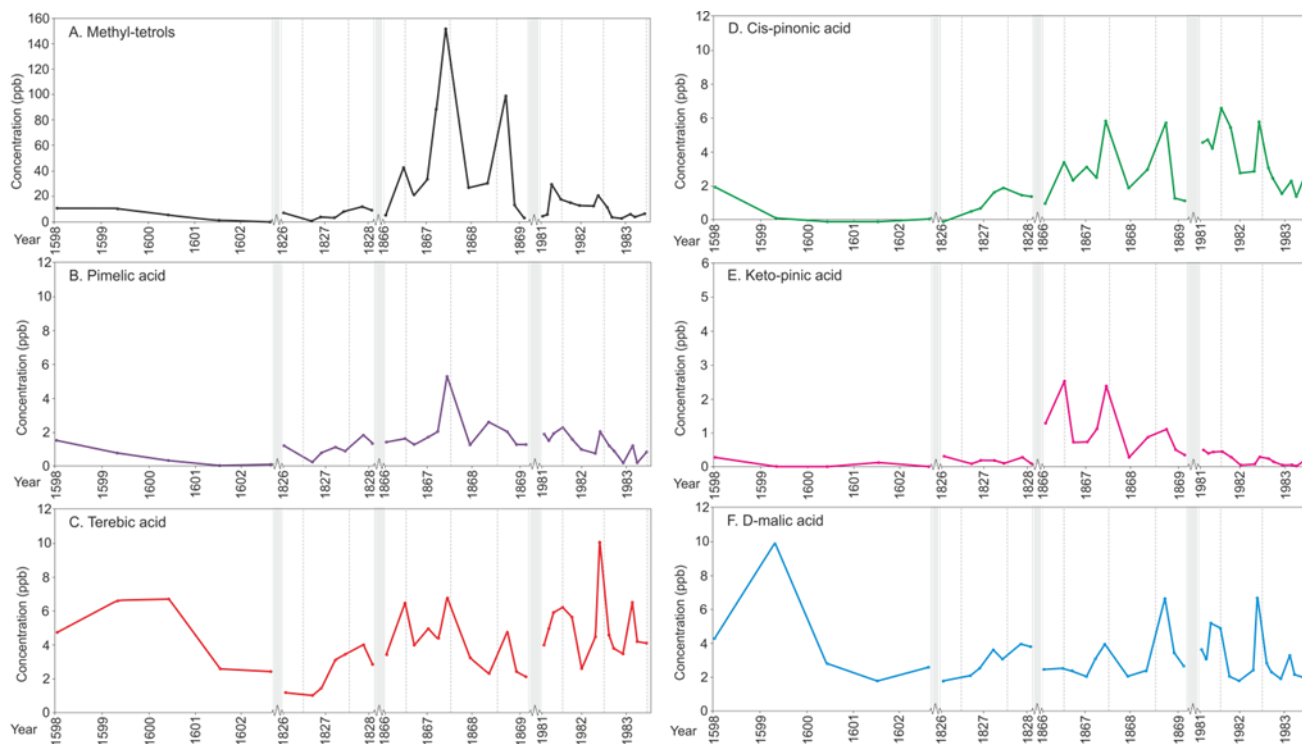 A. Methyl-tetrols
Concentration (ppb)
160
140
120
100
80
60
40
20
0
Year
1598 1599 1600 1601 1602 1826 1827 1828 1866 1867 1868 1869 1981 1982 1983
B. Pimelic acid
Concentration (ppb)
12
10
8
6
4
2
0
Year
1598 1599 1600 1601 1602 1826 1827 1828 1866 1867 1868 1869 1981 1982 1983
C. Terebic acid
Concentration (ppb)
12
10
8
6
4
2
0
Year
1598 1599 1600 1601 1602 1826 1827 1828 1866 1867 1868 1869 1981 1982 1983
D. Cis-pinonic acid
Concentration (ppb)
12
10
8
6
4
2
0
Year
1598 1599 1600 1601 1602 1826 1827 1828 1866 1867 1868 1869 1981 1982 1983
E. Keto-pinic acid
Concentration (ppb)
6
5
4
3
2
1
0
Year
1598 1599 1600 1601 1602 1826 1827 1828 1866 1867 1868 1869 1981 1982 1983
F. D-malic acid
Concentration (ppb)
12
10
8
6
4
2
0
Year
1598 1599 1600 1601 1602 1826 1827 1828 1866 1867 1868 1869 1981 1982 1983